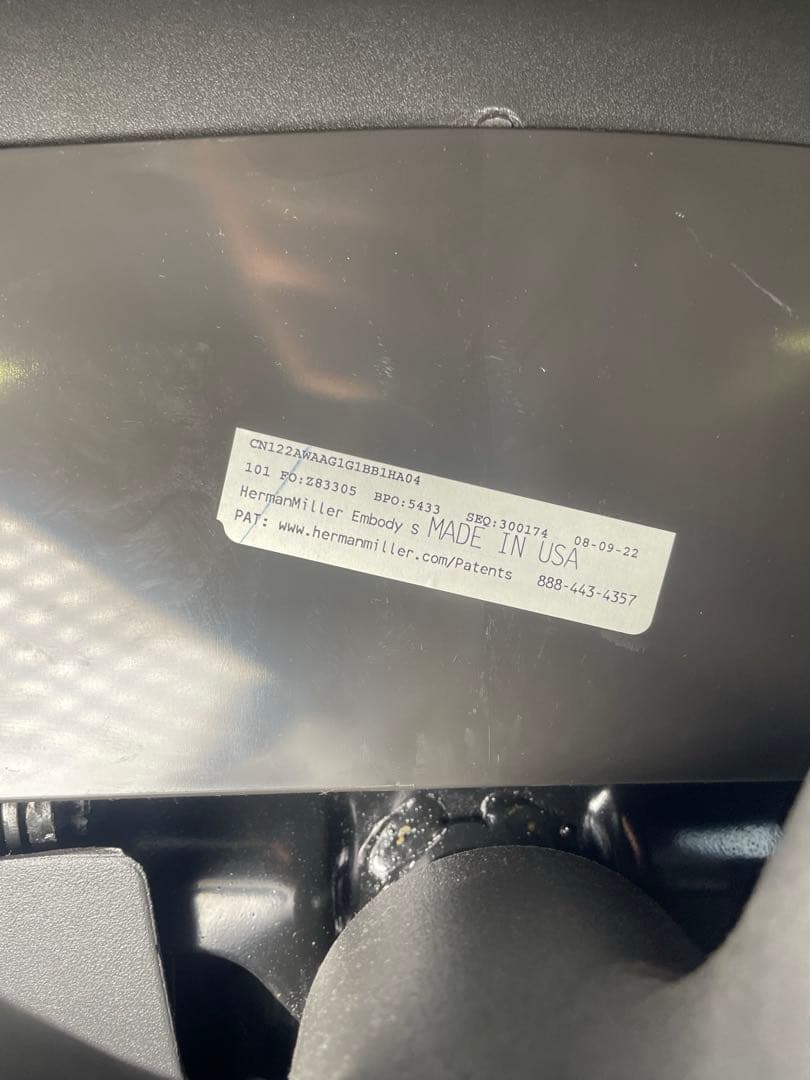 CN122AWAAG1G1BB1HA04
101 FO:Z83305 BPO:5433 SEQ:300174 08-09-22
HermanMiller Embody s MADE IN USA
PAT: www.hermanmiller.com/Patents 888-443-4357